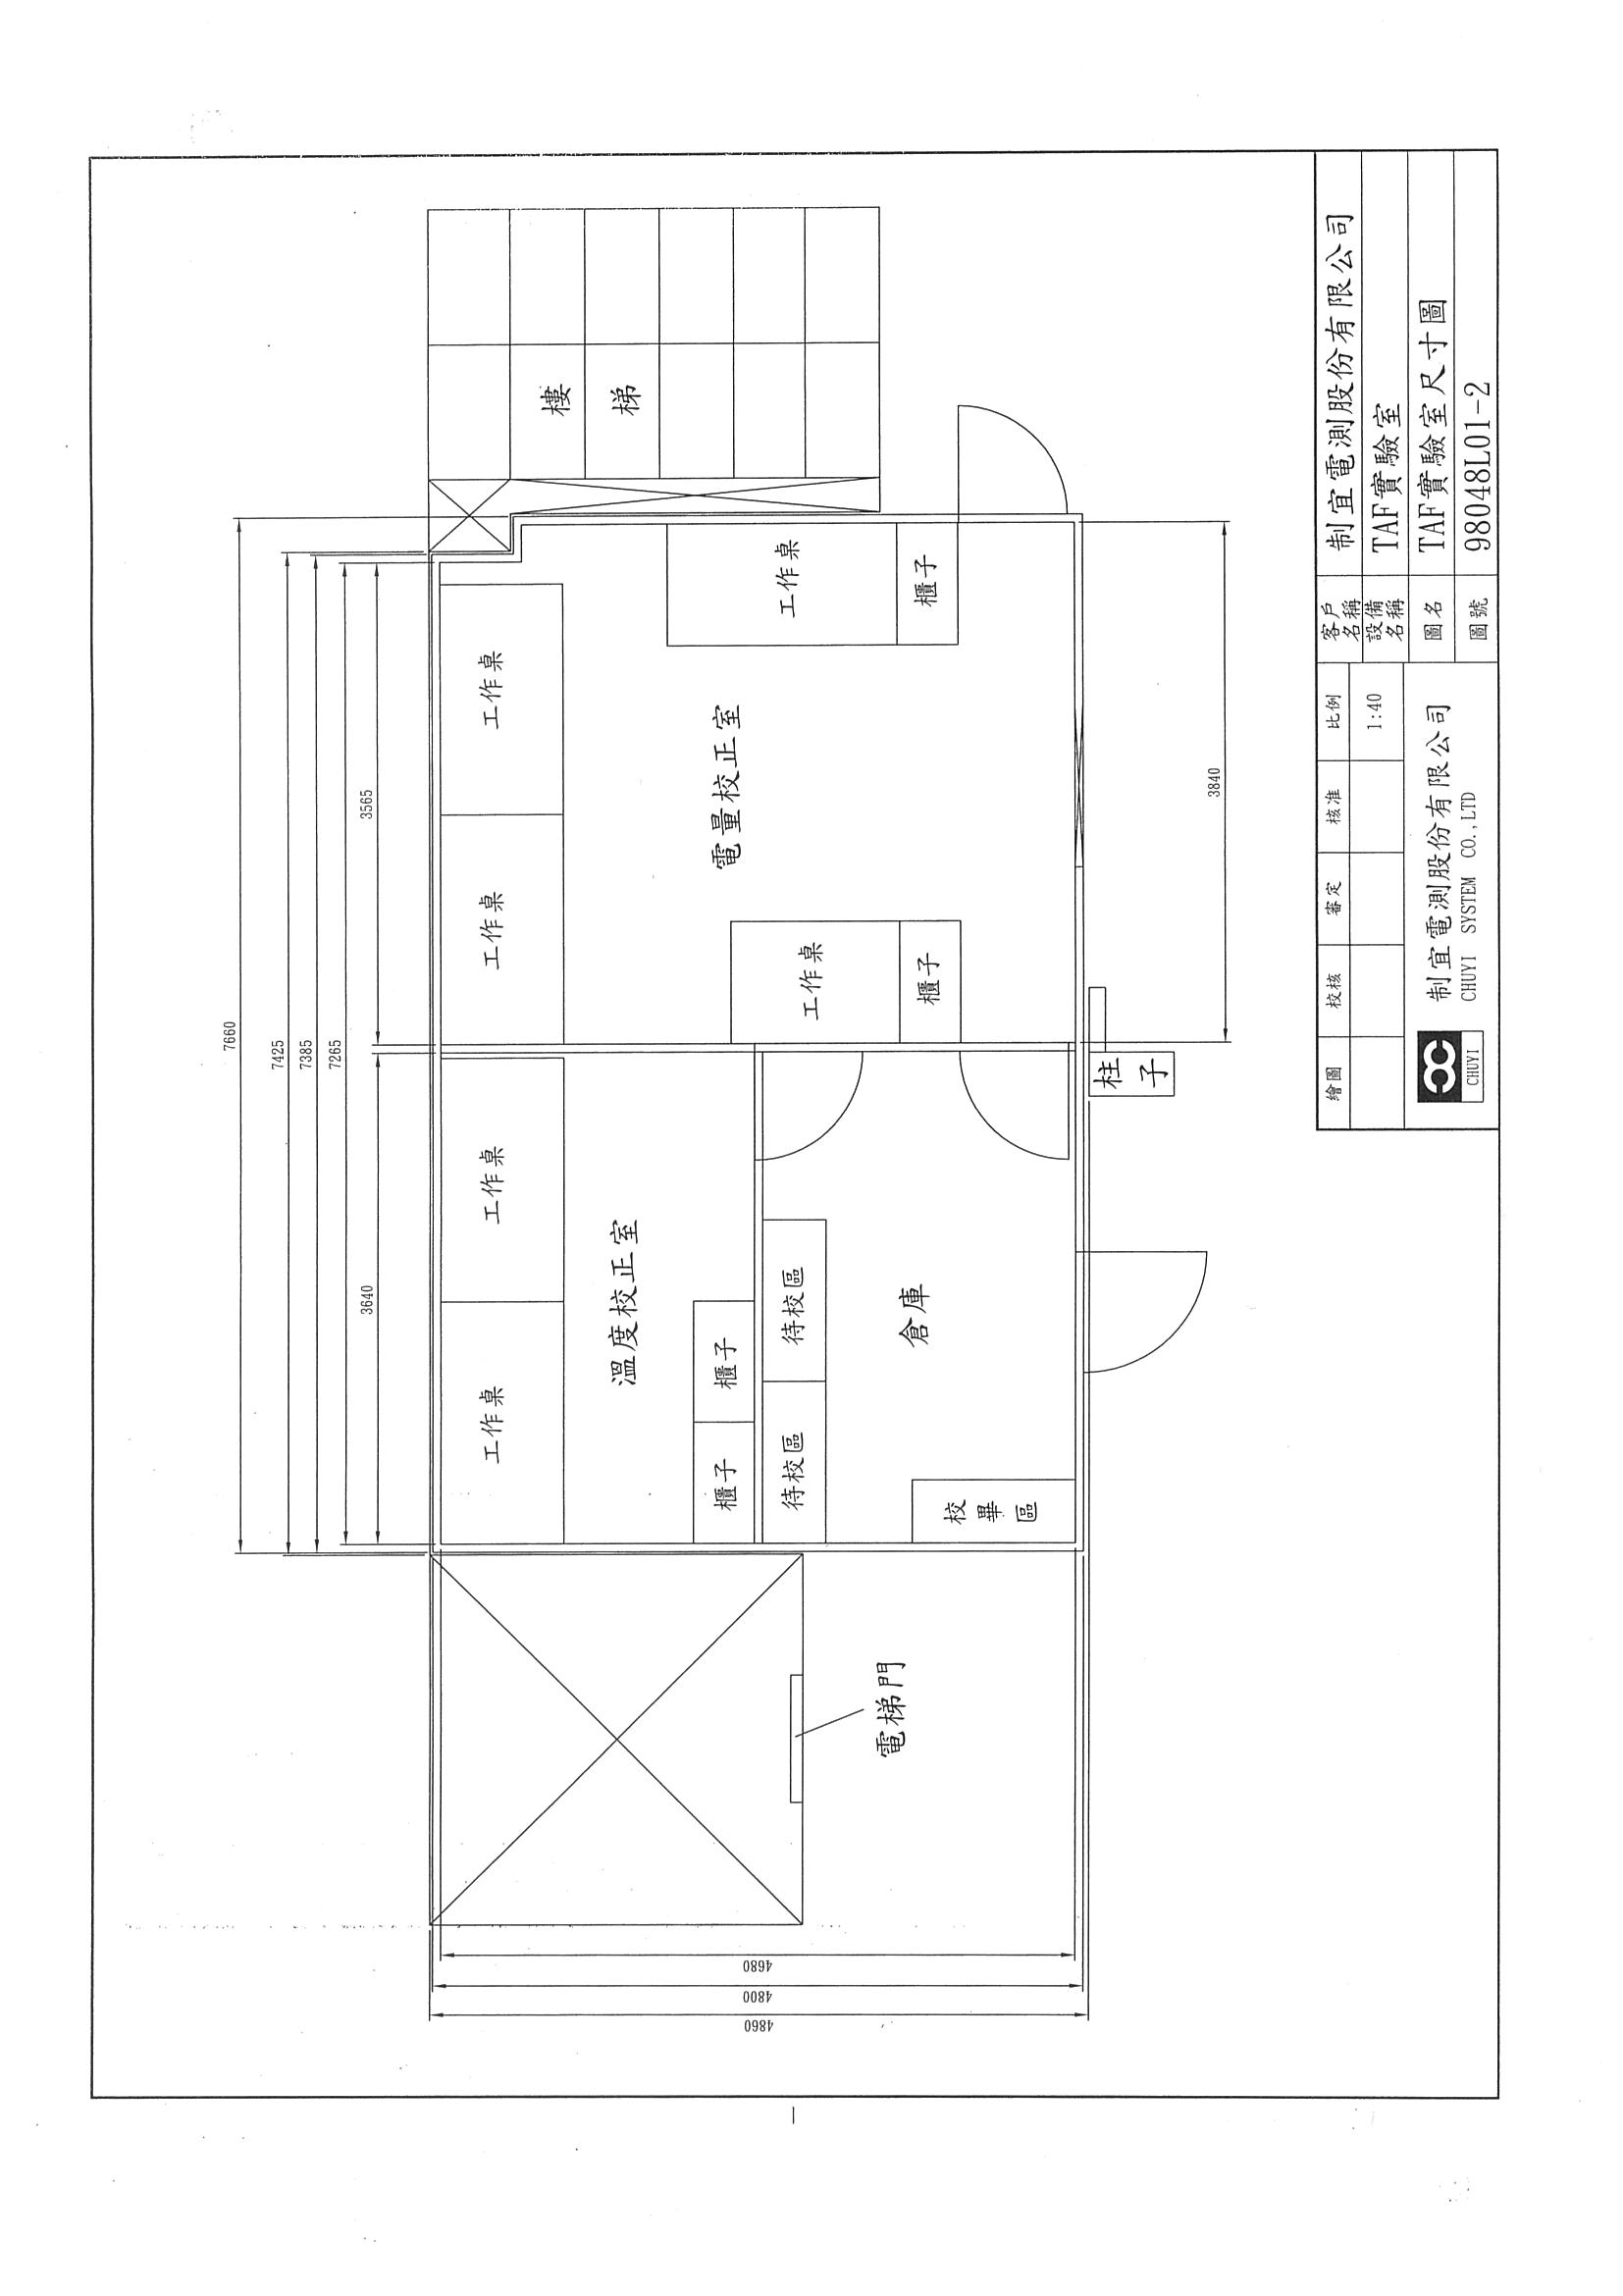 7660
7425
7385
7265
3640
3565
樓
梯
工作桌
工作桌
工作桌
工作桌
工作桌
櫃子
溫度校正室
電量校正室
櫃子
櫃子
待校區
待校區
工作桌
櫃子
倉庫
校
畢
區
電梯門
4680
4800
4860
柱
子
3840
繪圖
校核
審定
核准
比例
1:40
CHUYI
制宜電測股份有限公司
CHUYI SYSTEM CO.,LTD
客戶
名稱
制宜電測股份有限公司
設備
名稱
TAF實驗室
圖名
TAF實驗室尺寸圖
圖號
98048L01-2